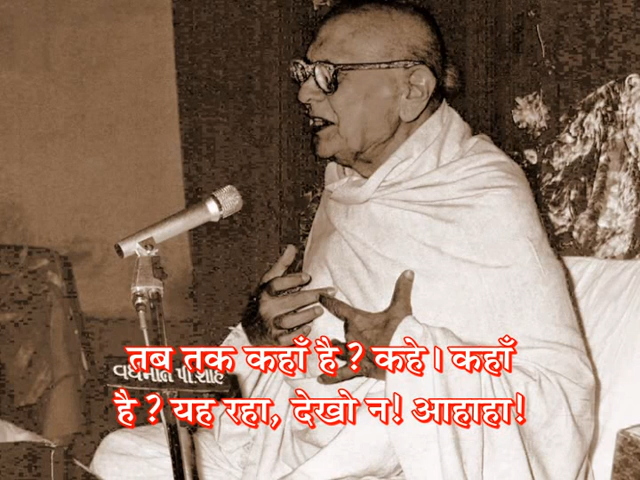 तब तक कहाँ है ? कहे। कहाँ
है ? यह रहा, देखो न! आहाहा!